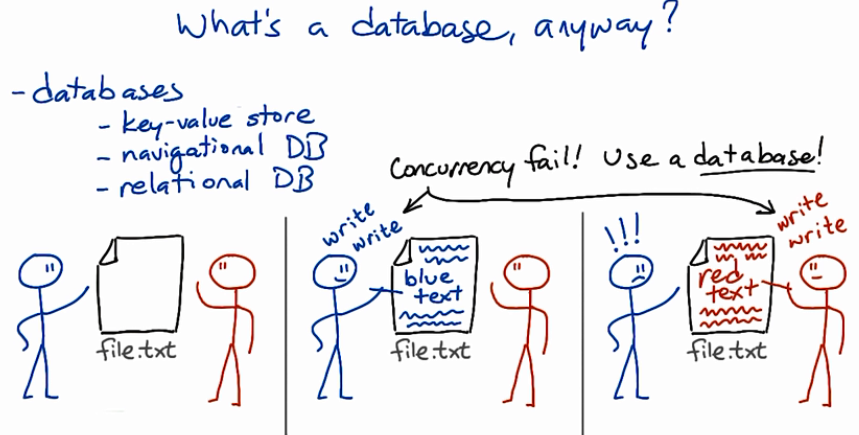 What's a database, anyway?
- databases
- key-value store
- navigational DB
- relational DB
Concurrency fail! Use a database!
file.txt
write
write
blue
text
file.txt
!!!
write
write
red
text
file.txt